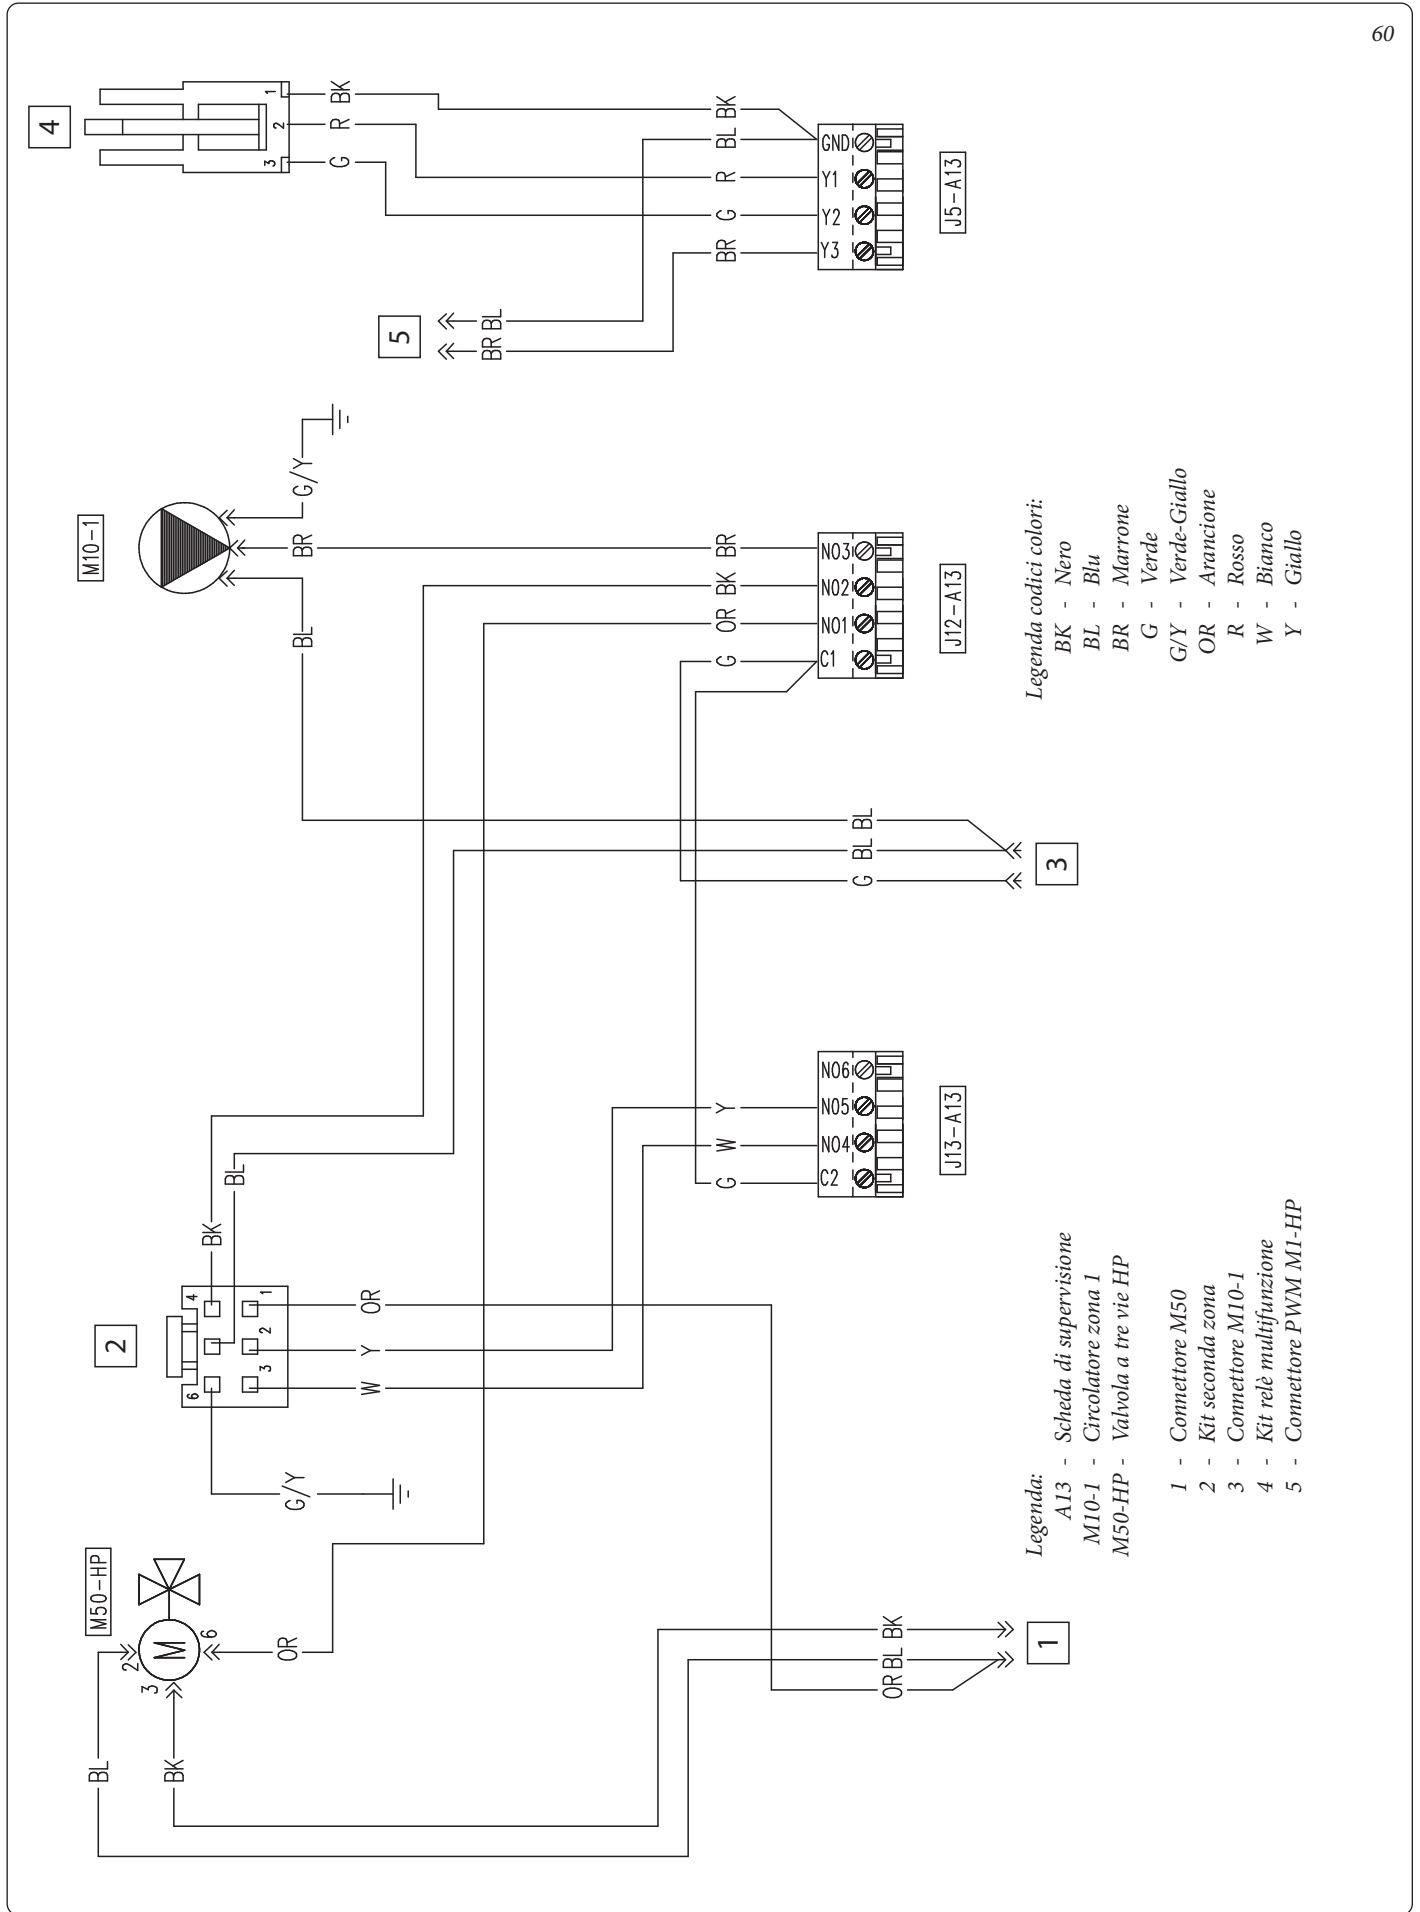 60
4
1
2
3
BK
R
G
BK
BL
R
G
BR
GND
Y1
Y2
Y3
J5-A13
5
BL
BR
M10-1
G/Y
BR
BL
BR
BK
OR
G
NO3
NO2
NO1
C1
J12-A13
BL
BL
G
3
2
4
6
1
2
3
BK
BL
OR
Y
W
G/Y
Y
W
G
NO6
NO5
NO4
C2
J13-A13
M50-HP
M
2
3
6
OR
BL
BK
BK
BL
OR
1
Legenda:
A13 - Scheda di supervisione
M10-1 - Circolatore zona 1
M50-HP - Valvola a tre vie HP
1 - Connettore M50
2 - Kit seconda zona
3 - Connettore M10-1
4 - Kit relè multifunzione
5 - Connettore PWM M1-HP
Legenda codici colori:
BK - Nero
BL - Blu
BR - Marrone
G - Verde
G/Y - Verde-Giallo
OR - Arancione
R - Rosso
W - Bianco
Y - Giallo